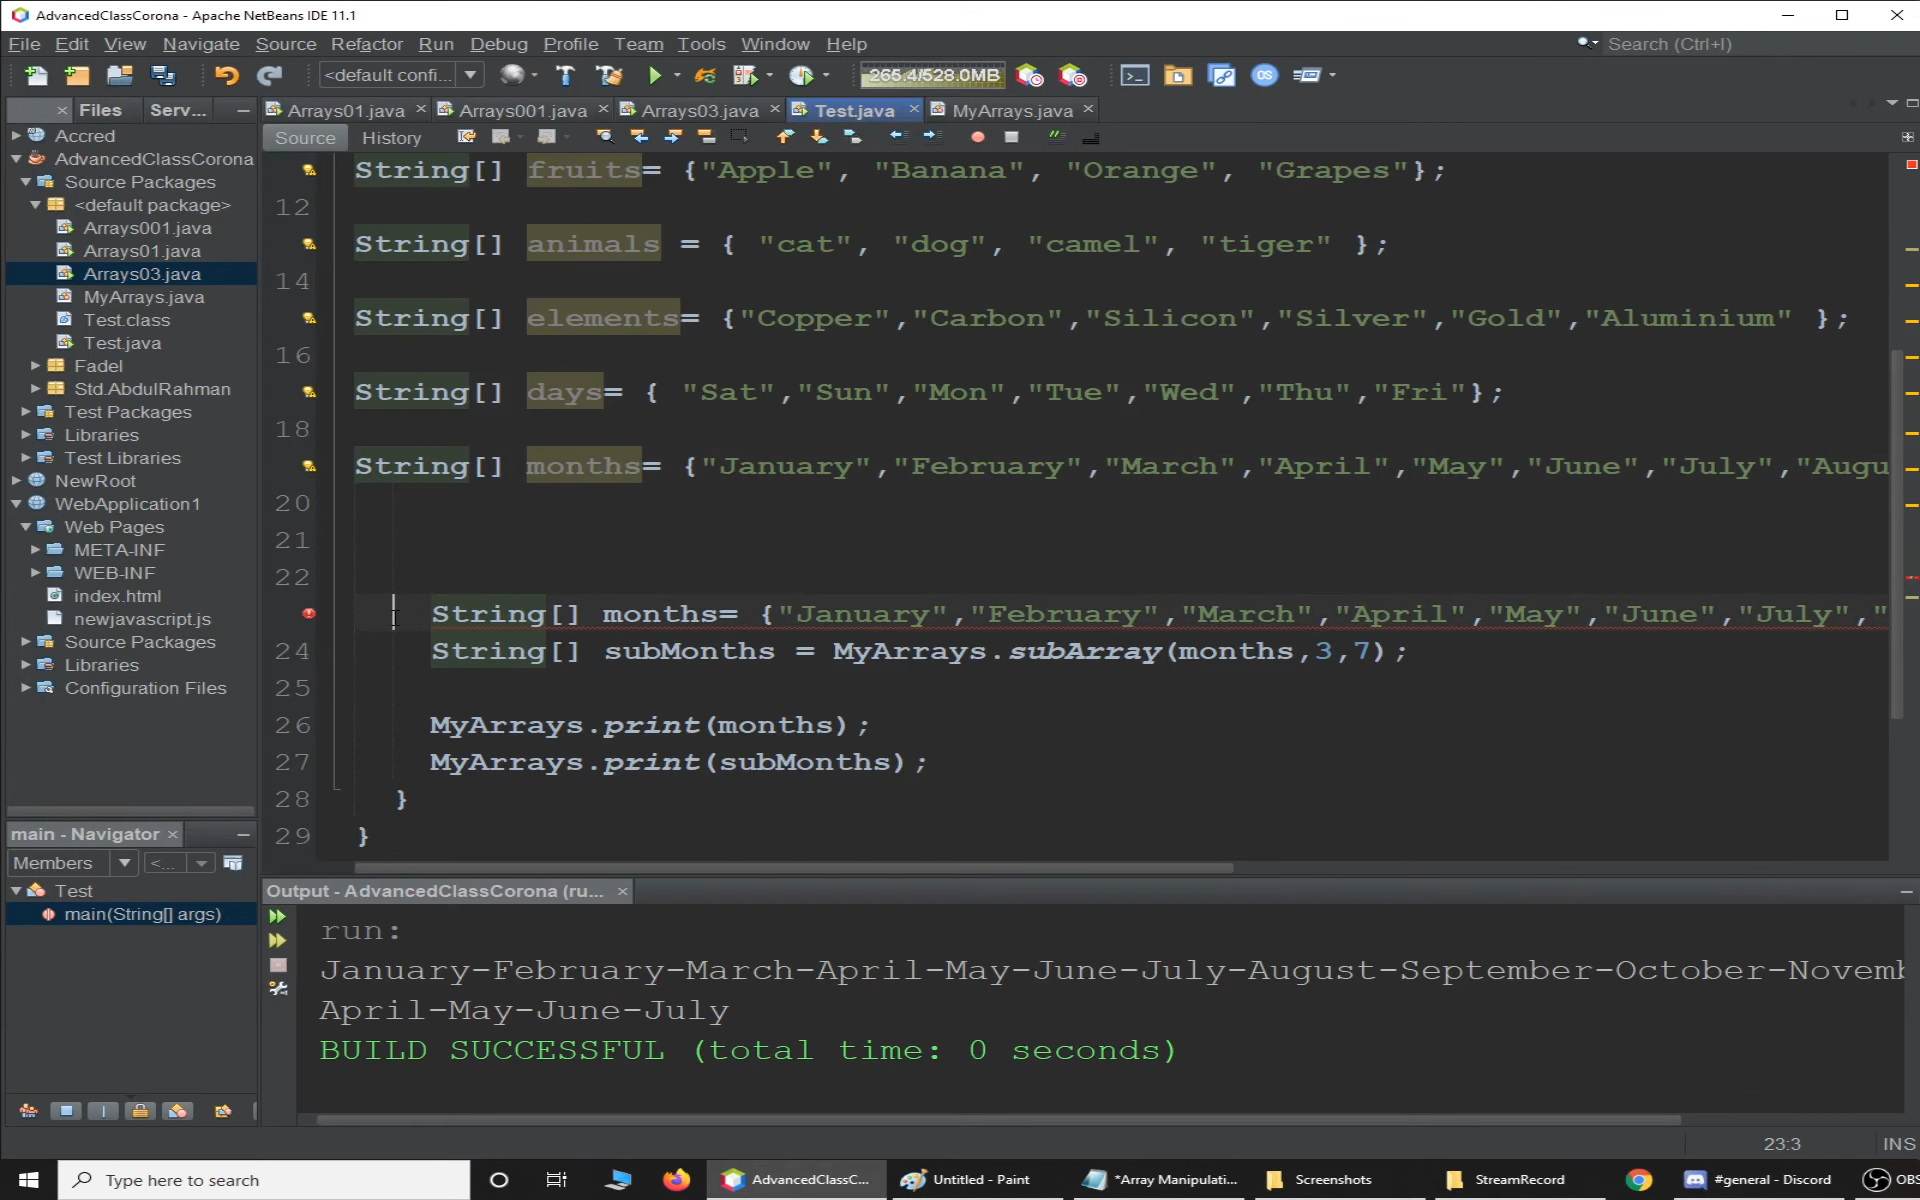 AdvancedClassCorona - Apache NetBeans IDE 11.1
File Edit View Navigate Source Refactor Run Debug Profile Team Tools Window Help
Search (Ctrl+I)
<default confi...
265.4/528.0MB
Files Serv...
Arrays01.java Arrays001.java Arrays03.java Test.java MyArrays.java
Source History
Accred
AdvancedClassCorona
Source Packages
<default package>
Arrays001.java
Arrays01.java
Arrays03.java
MyArrays.java
Test.class
Test.java
Fadel
Std.AbdulRahman
Test Packages
Libraries
Test Libraries
NewRoot
WebApplication1
Web Pages
META-INF
WEB-INF
index.html
newjavascript.js
Source Packages
Libraries
Configuration Files
String[] fruits= {"Apple", "Banana", "Orange", "Grapes"};
12
String[] animals = { "cat", "dog", "camel", "tiger" };
14
String[] elements= {"Copper","Carbon","Silicon","Silver","Gold","Aluminium" };
16
String[] days= { "Sat","Sun","Mon","Tue","Wed","Thu","Fri"};
18
String[] months= {"January","February","March","April","May","June","July","Augu
20
21
22
String[] months= {"January","February","March","April","May","June","July","
24 String[] subMonths = MyArrays.subArray(months,3,7);
25
26 MyArrays.print(months);
27 MyArrays.print(subMonths);
28 }
29 }
main - Navigator
Members <...
Test
main(String[] args)
Output - AdvancedClassCorona (ru...
run:
January-February-March-April-May-June-July-August-September-October-Novemb
April-May-June-July
BUILD SUCCESSFUL (total time: 0 seconds)
23:3 INS
Type here to search
AdvancedClassC... Untitled - Paint *Array Manipulati... Screenshots StreamRecord #general - Discord OBS